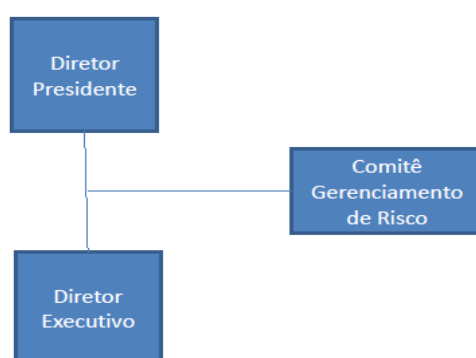 Diretor
Presidente
Comitê
Gerenciamento
de Risco
Diretor
Executivo